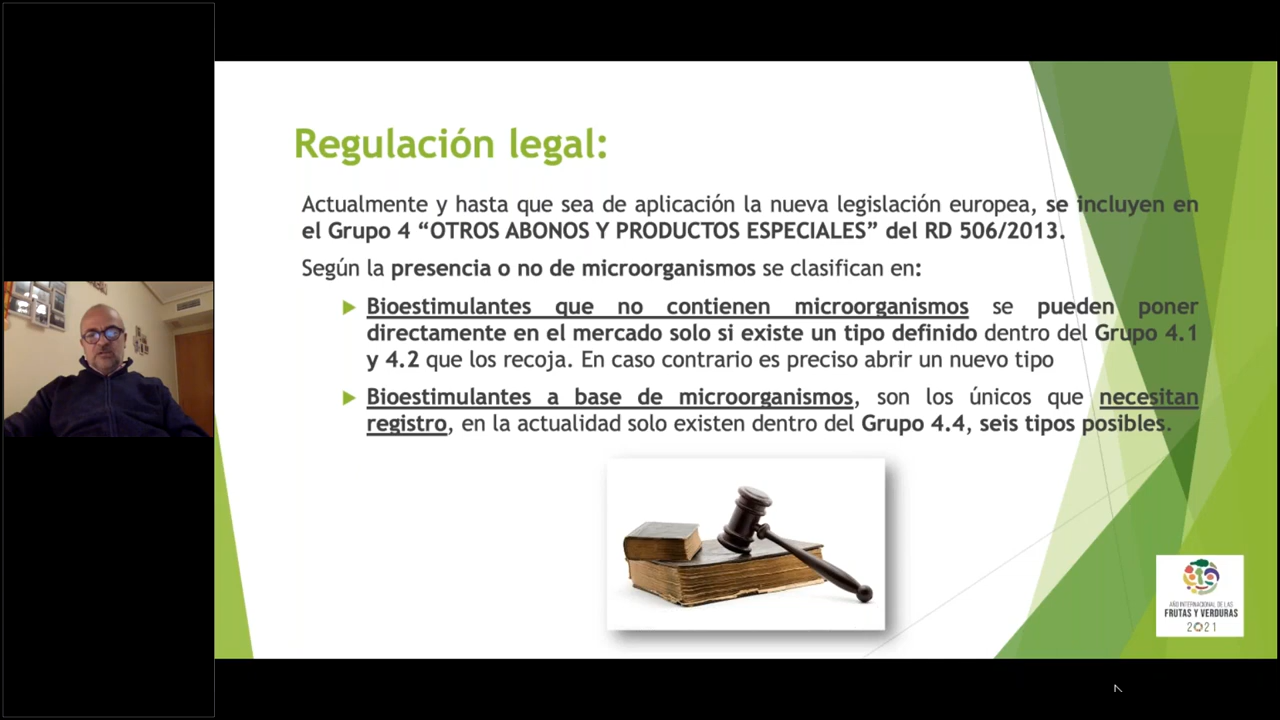 Regulación legal:
Actualmente y hasta que sea de aplicación la nueva legislación europea, se incluyen en
el Grupo 4 “OTROS ABONOS Y PRODUCTOS ESPECIALES” del RD 506/2013.
Según la presencia o no de microorganismos se clasifican en:
Bioestimulantes que no contienen microorganismos se pueden poner
directamente en el mercado solo si existe un tipo definido dentro del Grupo 4.1
y 4.2 que los recoja. En caso contrario es preciso abrir un nuevo tipo
Bioestimulantes a base de microorganismos, son los únicos que necesitan
registro, en la actualidad solo existen dentro del Grupo 4.4, seis tipos posibles.
AÑO INTERNACIONAL DE LAS
FRUTAS Y VERDURAS
2021